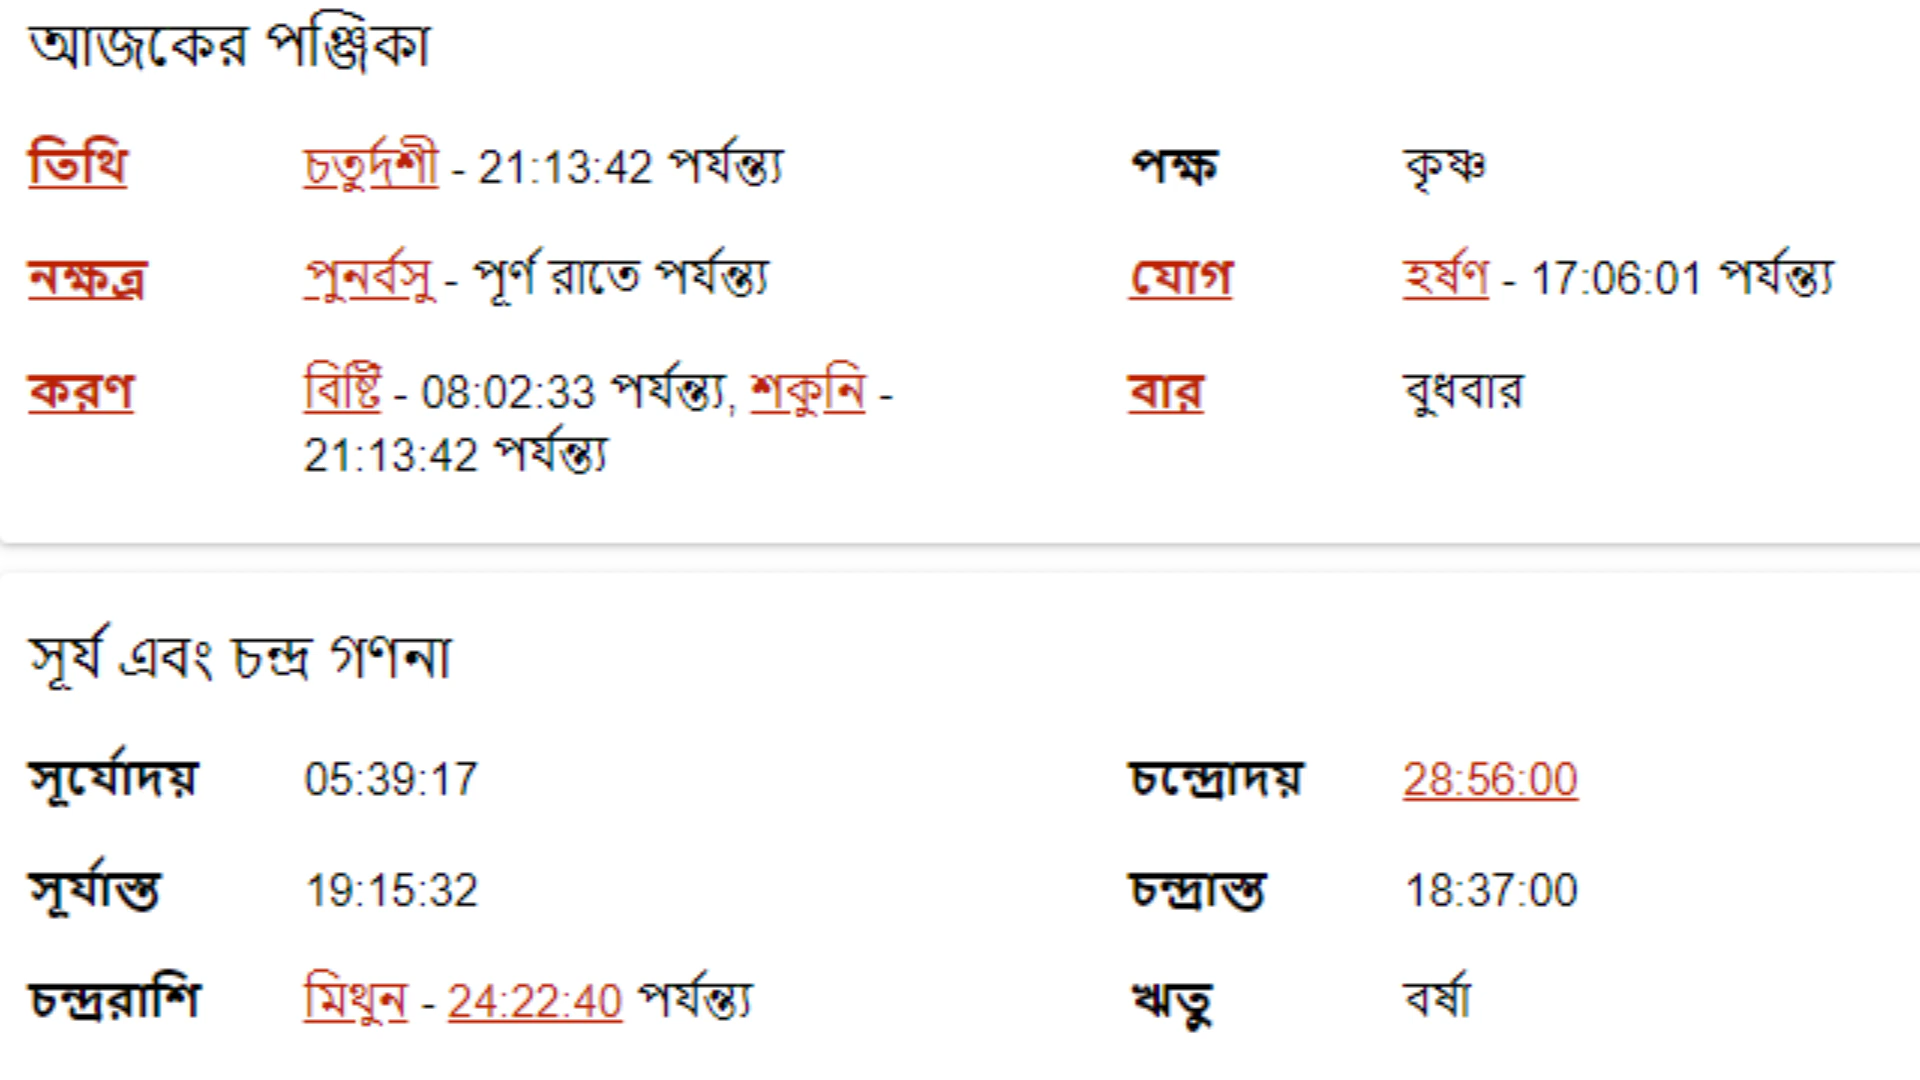 আজকের পঞ্জিকা
তিথি চতুর্দশী - 21:13:42 পর্যন্ত্য পক্ষ কৃষ্ণ
নক্ষত্র পুনর্বসু - পূর্ণ রাতে পর্যন্ত্য যোগ হর্ষণ - 17:06:01 পর্যন্ত্য
করণ বিষ্টি - 08:02:33 পর্যন্ত্য, শকুনি - বার বুধবার
21:13:42 পর্যন্ত্য
সূর্য এবং চন্দ্র গণনা
সূর্যোদয় 05:39:17 চন্দ্রোদয় 28:56:00
সূর্যাস্ত 19:15:32 চন্দ্রাস্ত 18:37:00
চন্দ্ররাশি মিথুন - 24:22:40 পর্যন্ত্য ঋতু বর্ষা